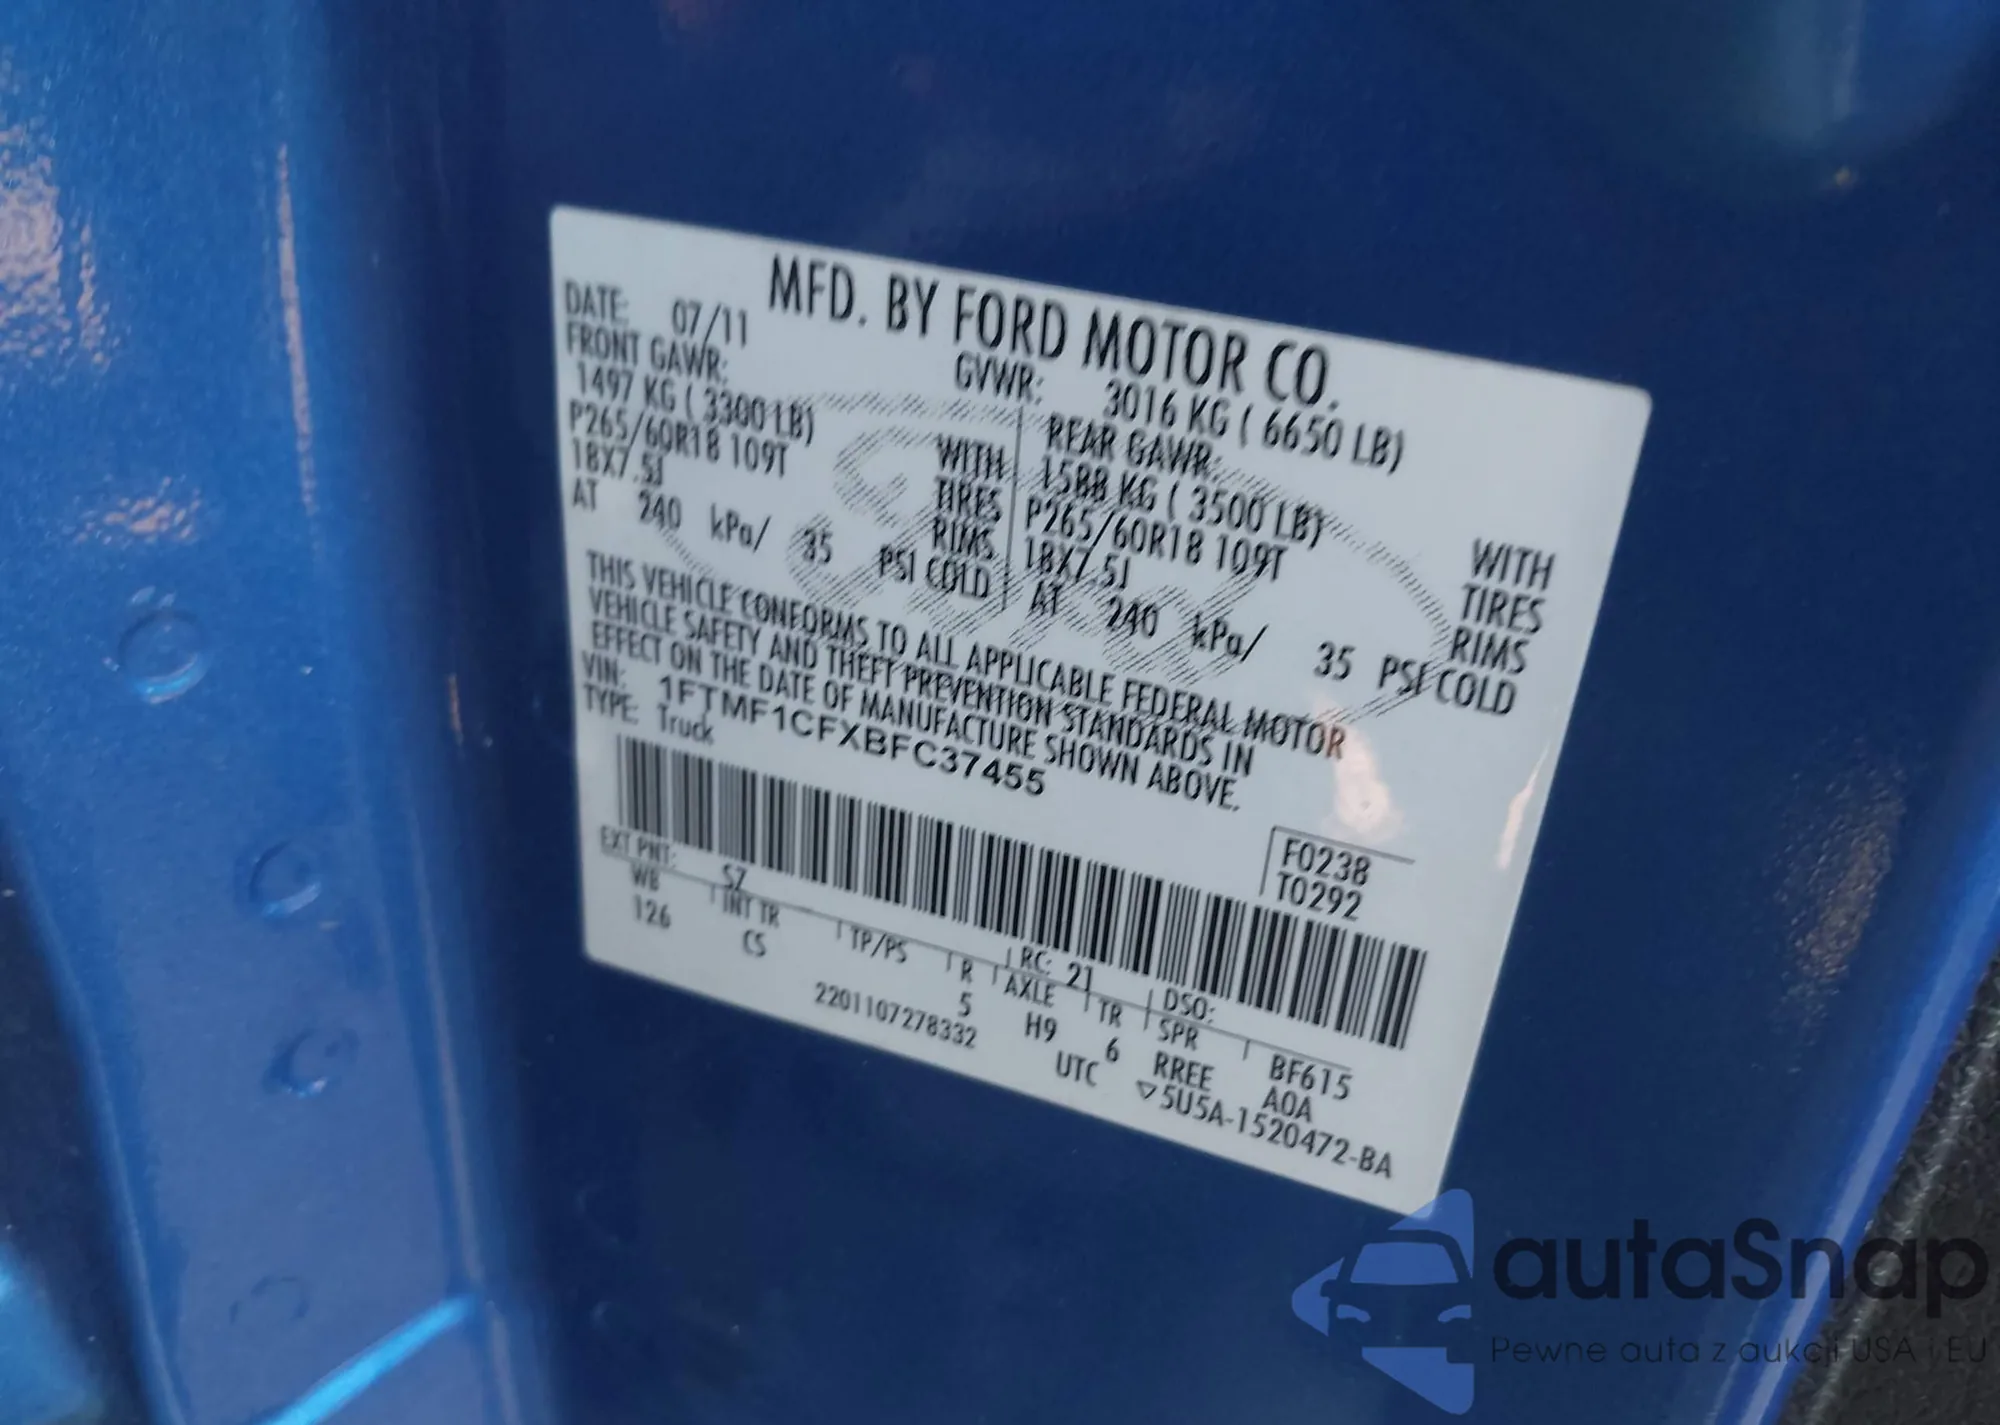 MFD. BY FORD MOTOR CO.
DATE: 07/11
GVWR: 3016 KG ( 6650 LB)
FRONT GAWR:
1497 KG ( 3300 LB) WITH
P265/60R18 109T TIRES
18X7.5J RIMS
AT 240 kPa/ 35 PSI COLD
REAR GAWR:
1588 KG ( 3500 LB) WITH
P265/60R18 109T TIRES
18X7.5J RIMS
AT 240 kPa/ 35 PSI COLD
THIS VEHICLE CONFORMS TO ALL APPLICABLE FEDERAL MOTOR
VEHICLE SAFETY AND THEFT PREVENTION STANDARDS IN
EFFECT ON THE DATE OF MANUFACTURE SHOWN ABOVE.
VIN: 1FTMF1CFXBFC37455
TYPE: Truck
F0238
T0292
EXT PNT: SZ RC: 21 DSO:
WB INT TR TP/PS R AXLE TR SPR BF615
126 CS 5 H9 6 RREE A0A
2201107278332 UTC ▽5U5A-1520472-BA
autaSnap
Pewne auta z aukcji USA i EU